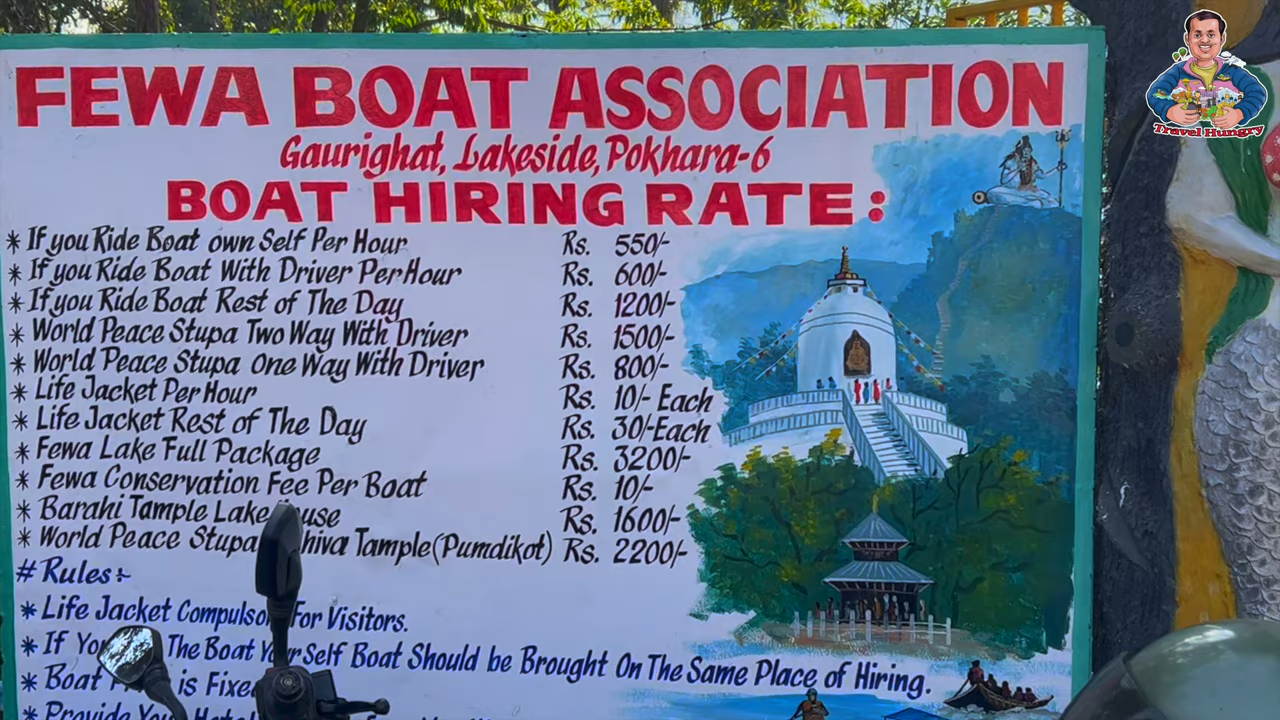 FEWA BOAT ASSOCIATION
Gaurighat, Lakeside, Pokhara-6
BOAT HIRING RATE:
* If you Ride Boat own Self Per Hour Rs. 550/-
* If you Ride Boat With Driver Per Hour Rs. 600/-
* If you Ride Boat Rest of The Day Rs. 1200/-
* World Peace Stupa Two Way With Driver Rs. 1500/-
* World Peace Stupa One Way With Driver Rs. 800/-
* Life Jacket Per Hour Rs. 10/- Each
* Life Jacket Rest of The Day Rs. 30/- Each
* Fewa Lake Full Package Rs. 3200/-
* Fewa Conservation Fee Per Boat Rs. 10/-
* Barahi Tample Lake Rs. 1600/-
* World Peace Stupa Tample (Pumdikot) Rs. 2200/-
# Rules:-
* Life Jacket Compulsory For Visitors.
* If The Boat Your Self Boat Should be Brought On The Same Place of Hiring.
* Boat is Fixed
* Provide Your
Travel Hungry